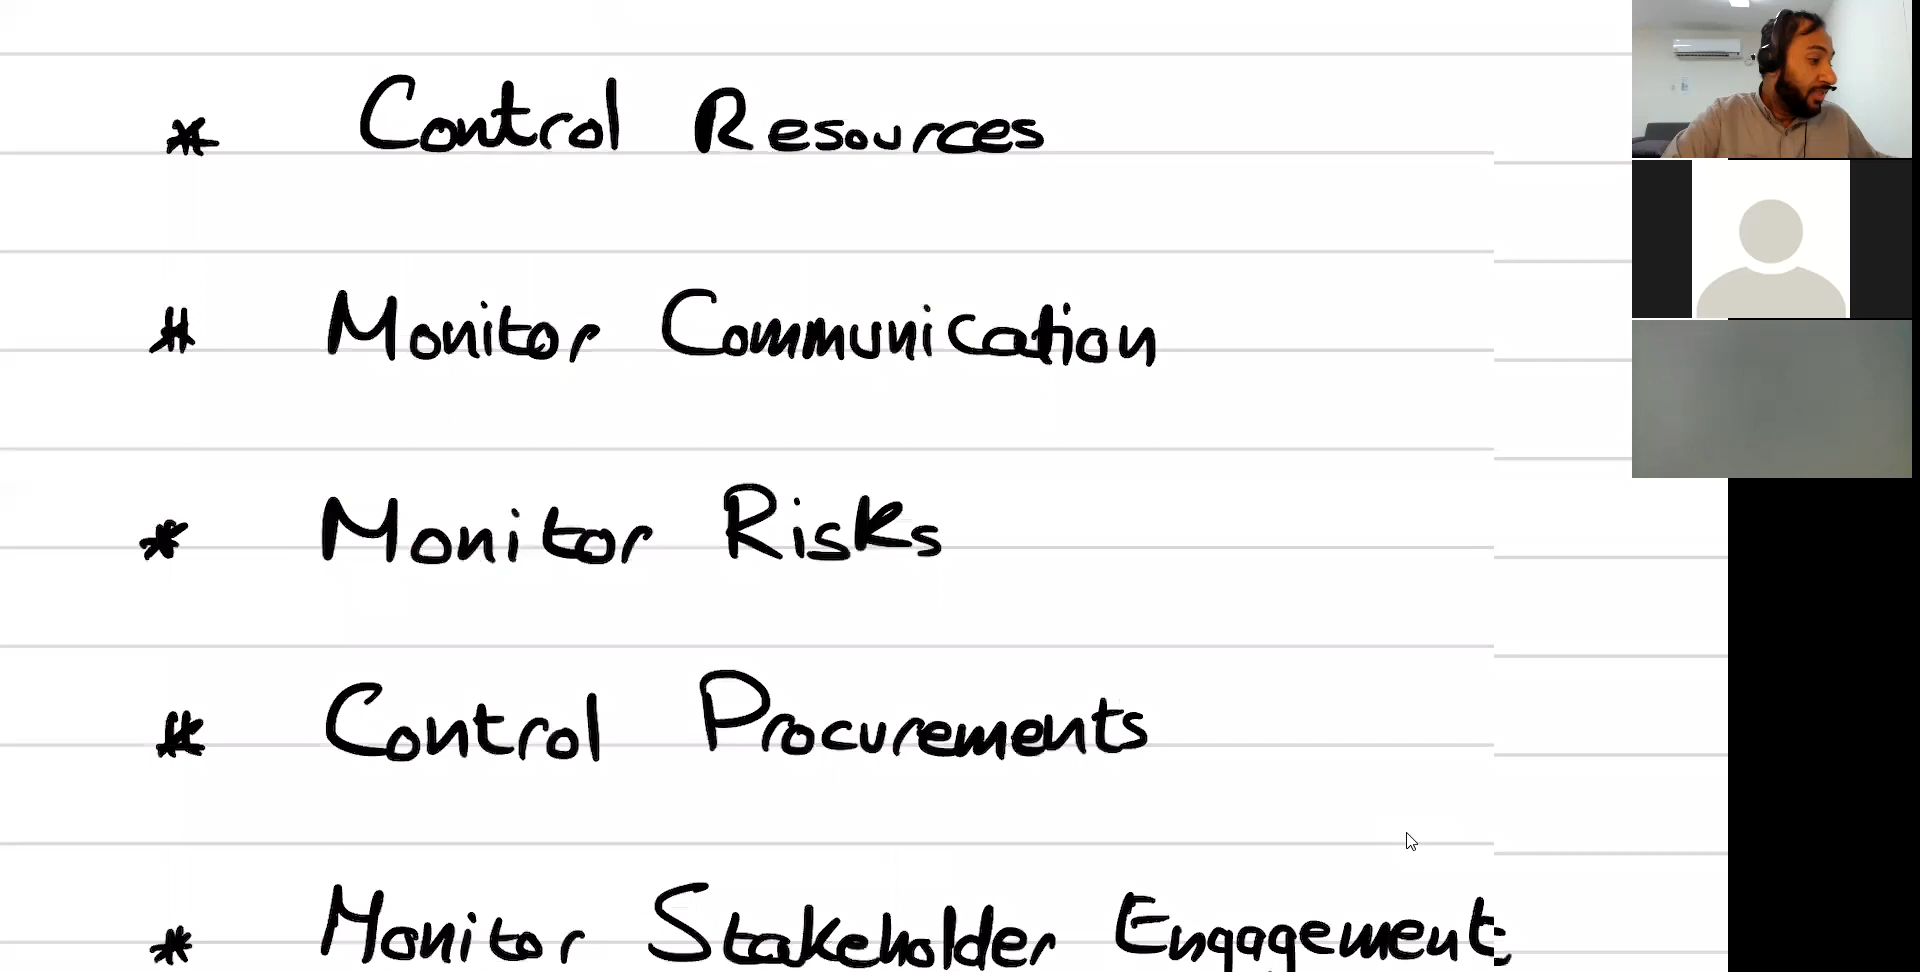 * Control Resources
* Monitor Communication
* Monitor Risks
* Control Procurements
* Monitor Stakeholder Engagement